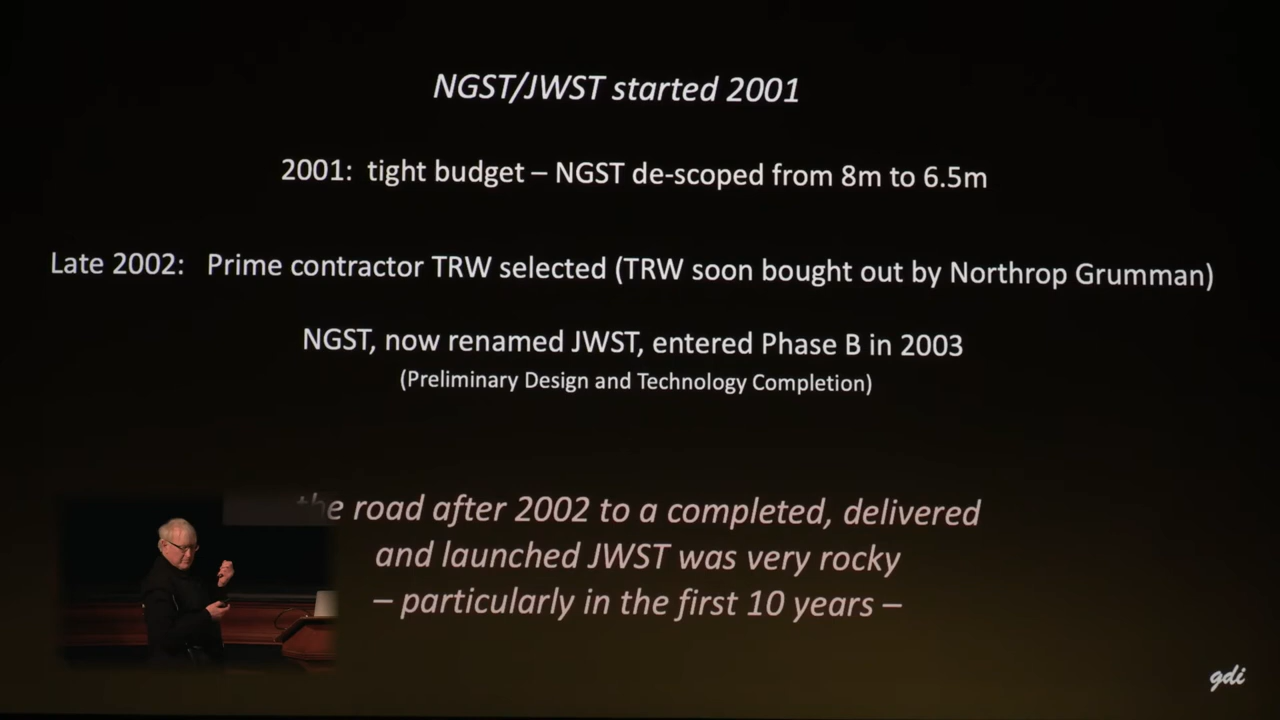 NGST/JWST started 2001
2001: tight budget – NGST de-scoped from 8m to 6.5m
Late 2002: Prime contractor TRW selected (TRW soon bought out by Northrop Grumman)
NGST, now renamed JWST, entered Phase B in 2003
(Preliminary Design and Technology Completion)
the road after 2002 to a completed, delivered
and launched JWST was very rocky
– particularly in the first 10 years –
gdi